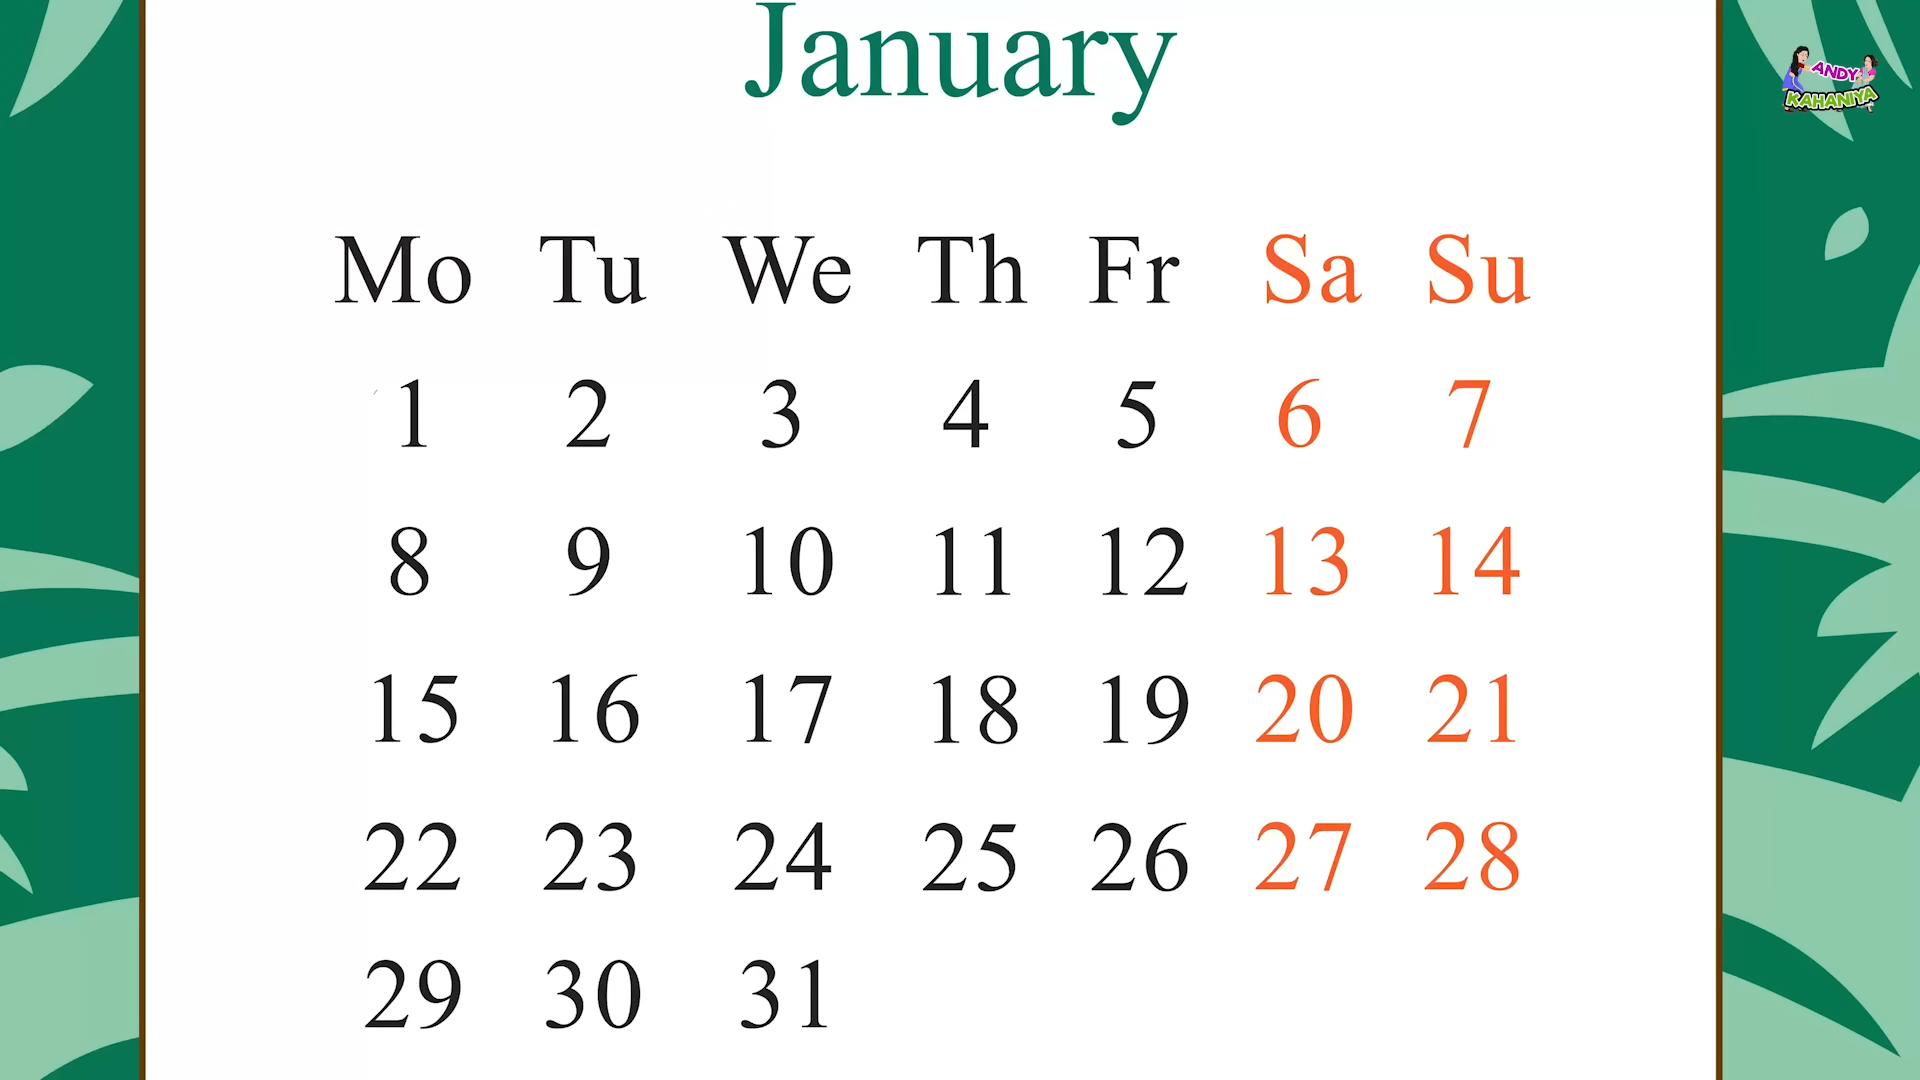 January
ANDY
KAHANIYA
Mo Tu We Th Fr Sa Su
1 2 3 4 5 6 7
8 9 10 11 12 13 14
15 16 17 18 19 20 21
22 23 24 25 26 27 28
29 30 31